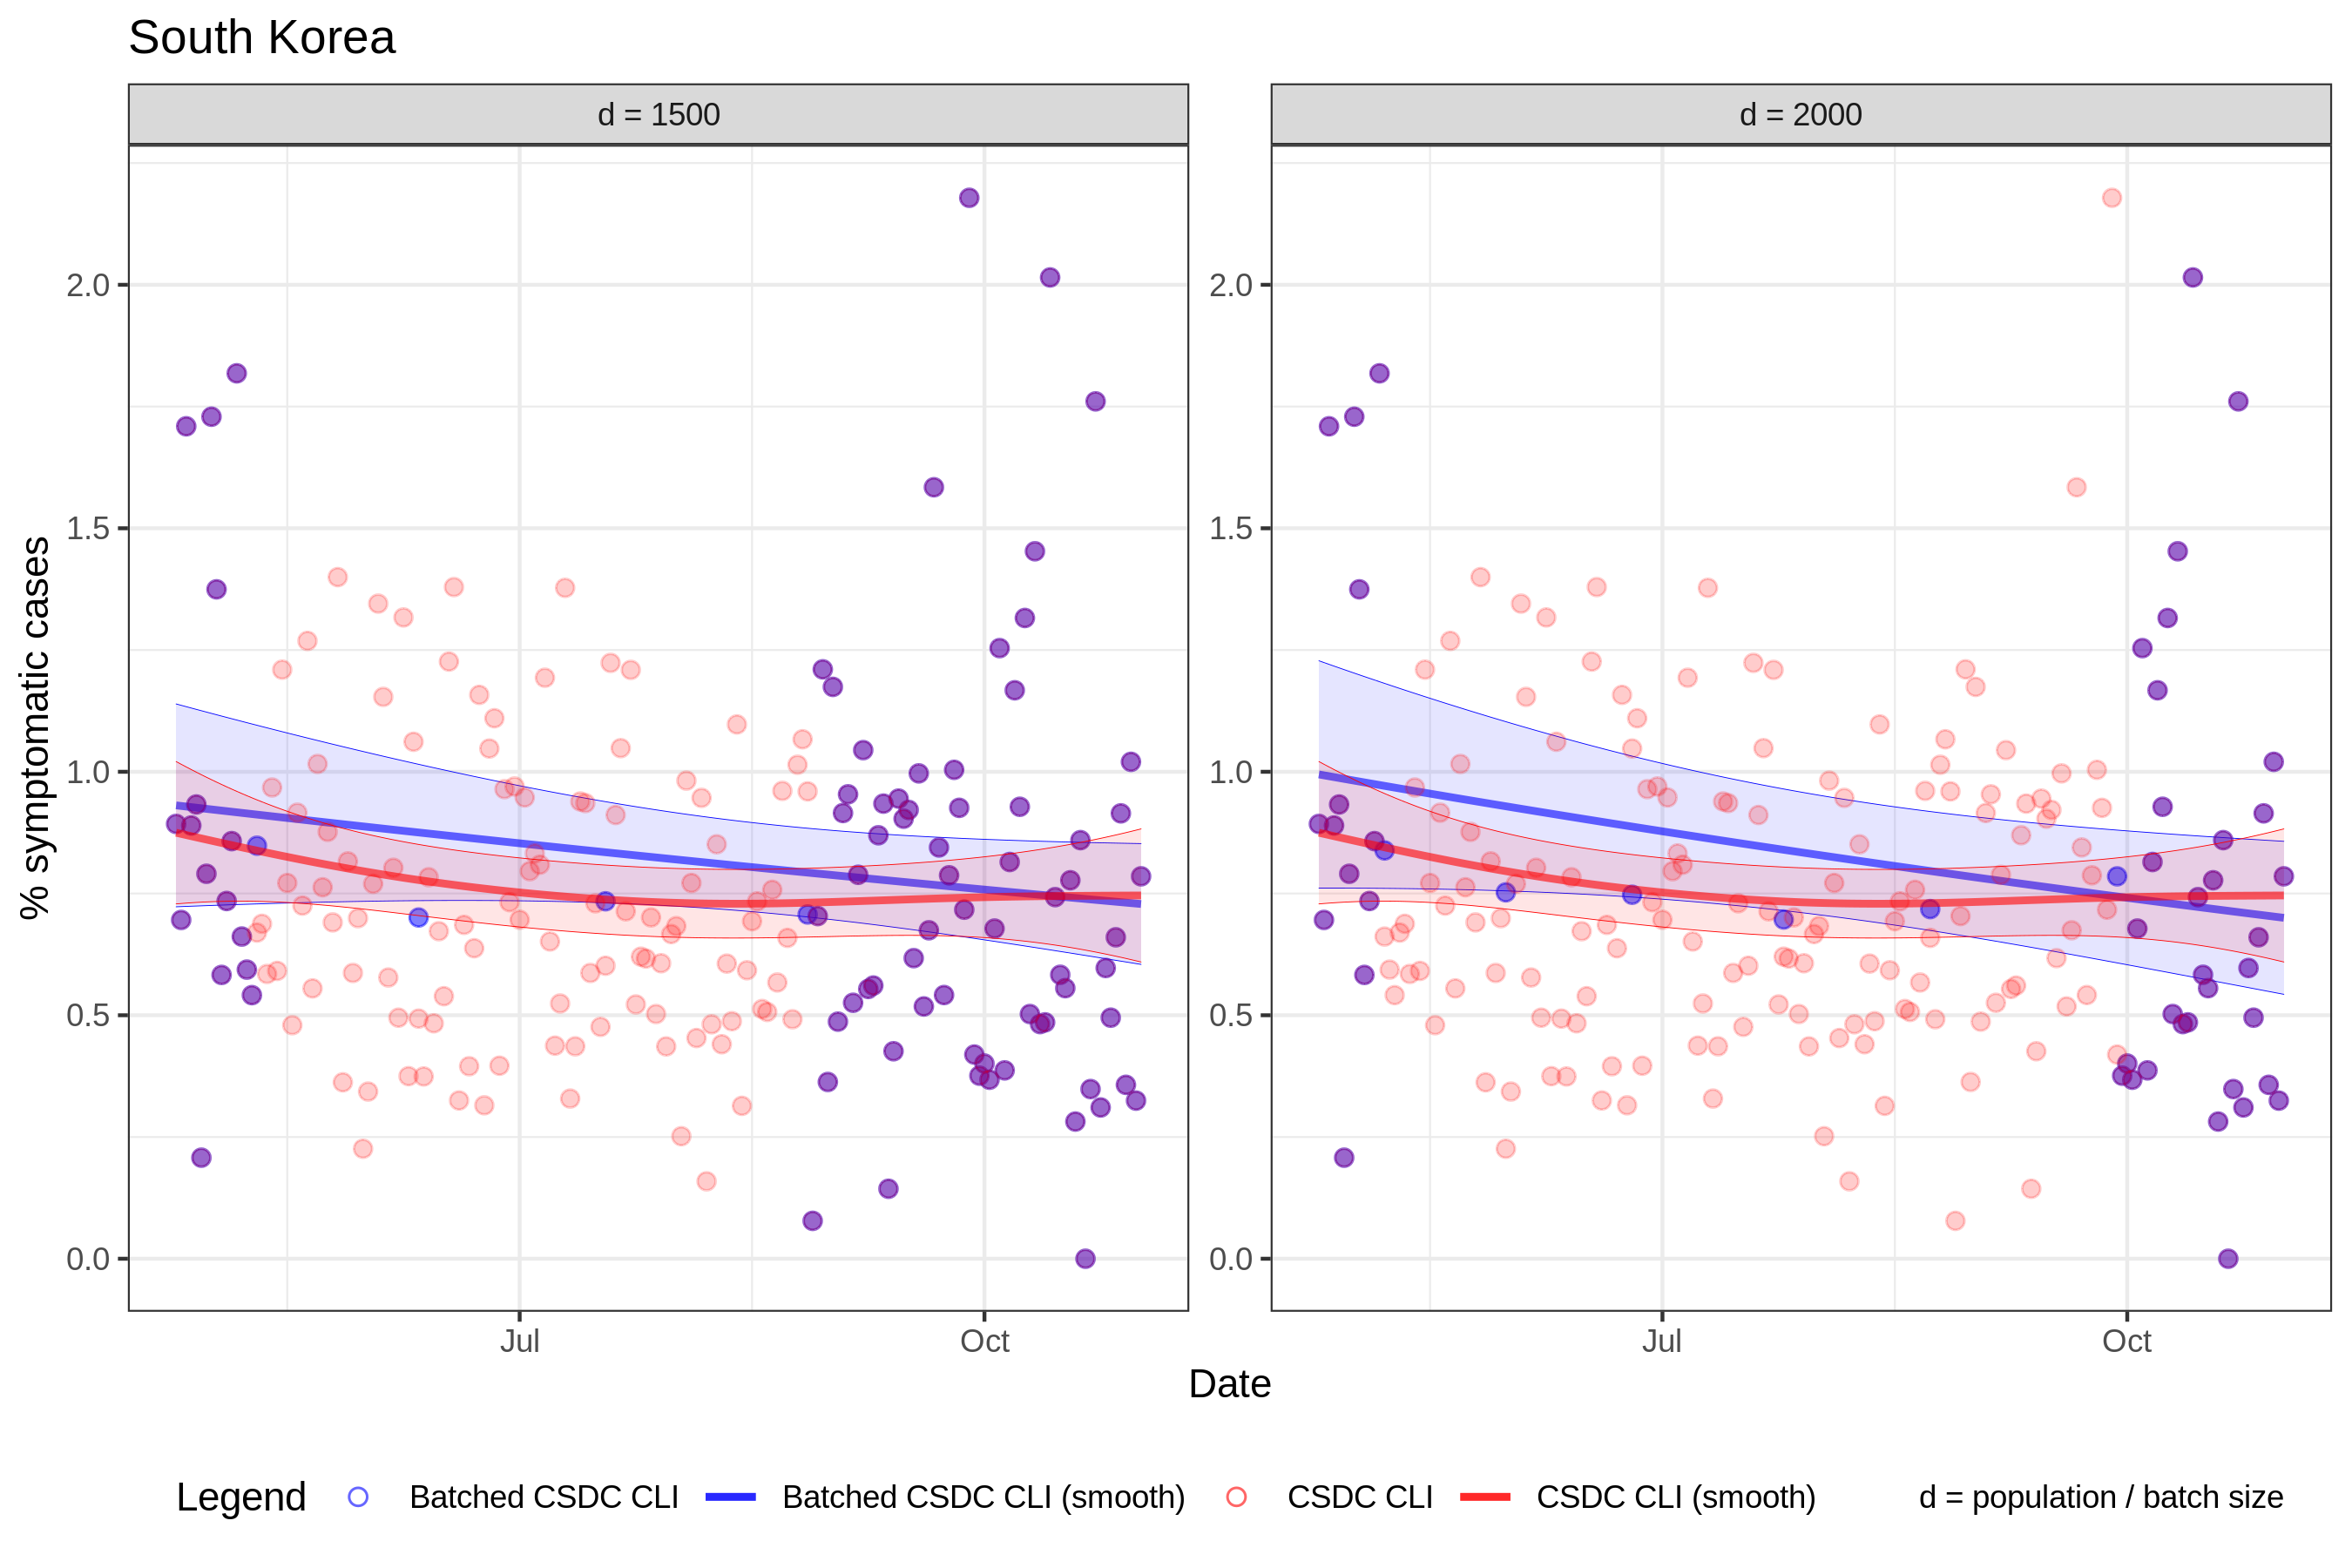 South Korea
d = 1500
d = 2000
% symptomatic cases
2.0
1.5
1.0
0.5
0.0
2.0
1.5
1.0
0.5
0.0
Jul
Oct
Jul
Oct
Date
Legend
Batched CSDC CLI
Batched CSDC CLI (smooth)
CSDC CLI
CSDC CLI (smooth)
d = population / batch size